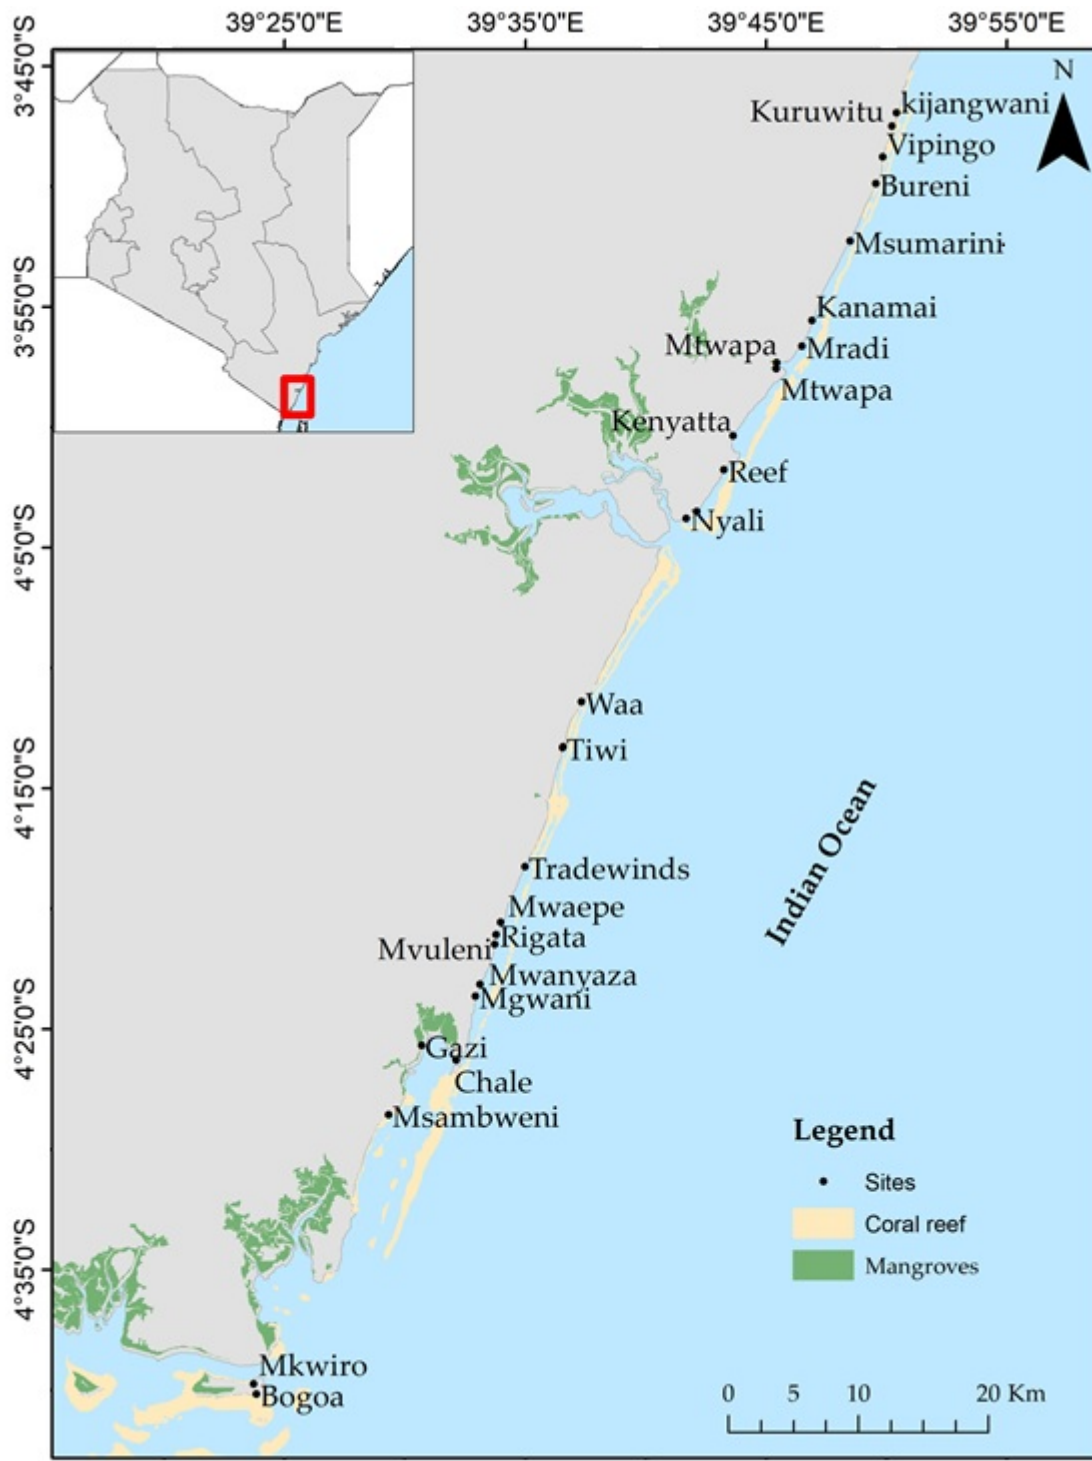 39°25'0"E
39°35'0"E
39°45'0"E
39°55'0"E
3°45'0"S
3°55'0"S
4°5'0"S
4°15'0"S
4°25'0"S
4°35'0"S
N
kijangwani
Kuruwitu
Vipingo
Bureni
Msumarini
Kanamai
Mtwapa
Mradi
Mtwapa
Kenyatta
Reef
Nyali
Waa
Tiwi
Tradewinds
Mwaepe
Rigata
Mvuleni
Mwanyaza
Mgwani
Gazi
Chale
Msambweni
Mkwiro
Bogoa
Indian Ocean
Legend
Sites
Coral reef
Mangroves
0 5 10 20 Km